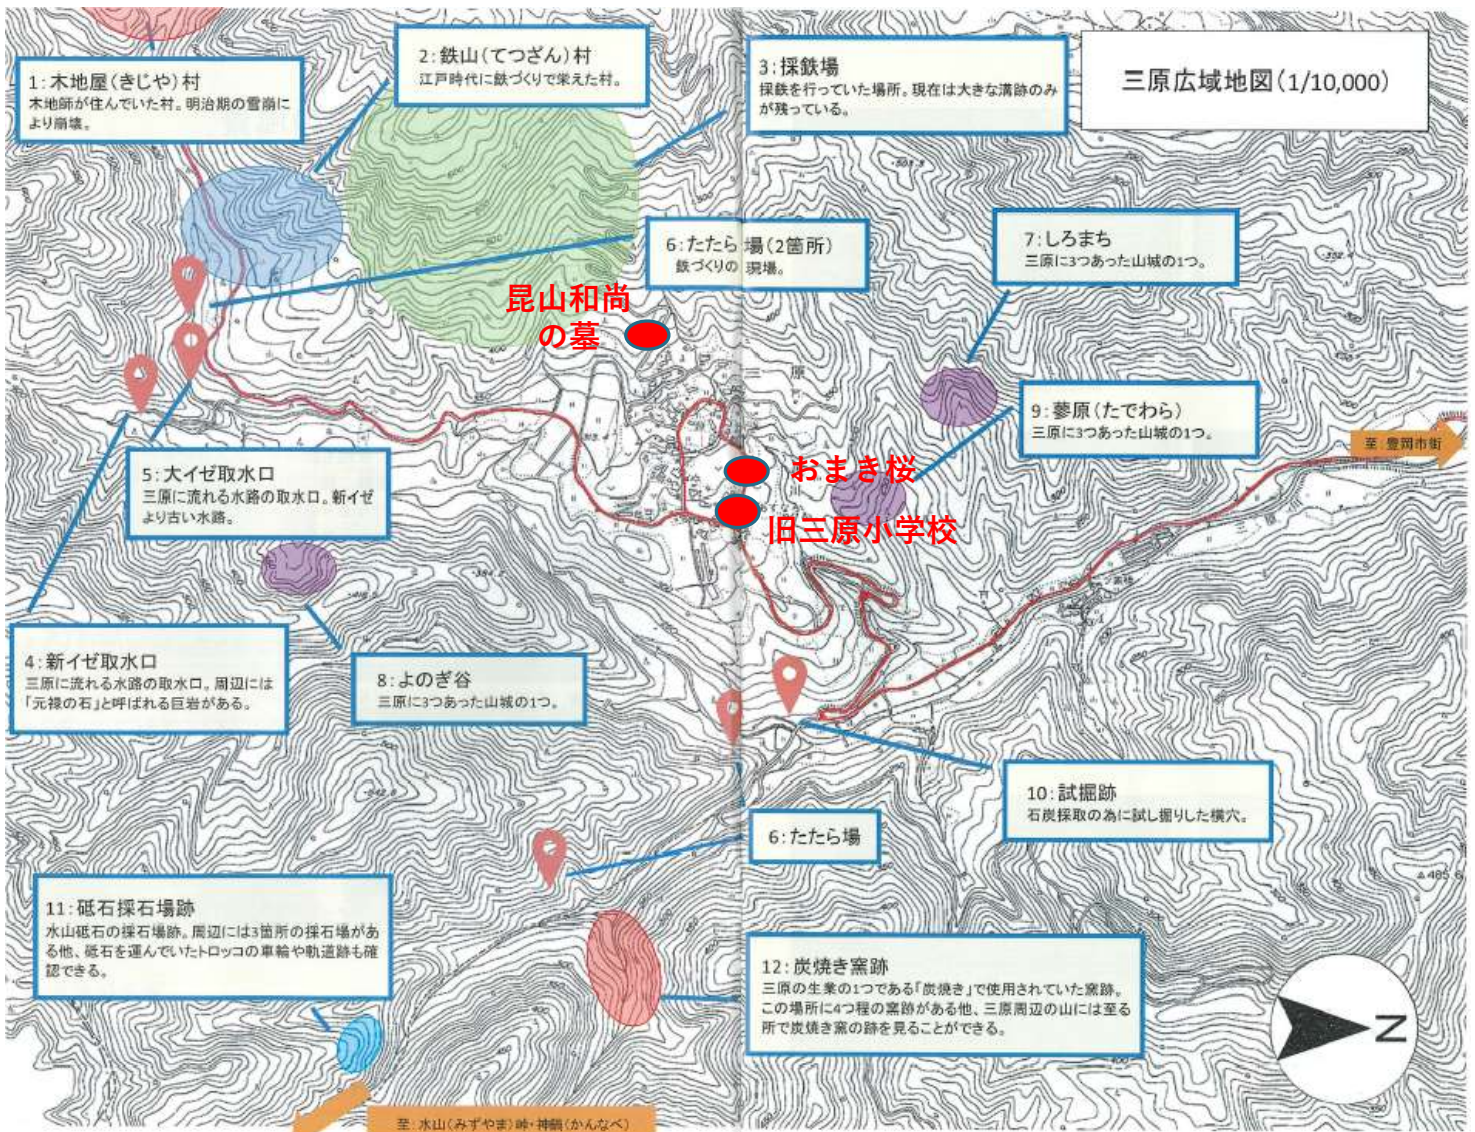 三原広域地図(1/10,000)
1:木地屋(きじや)村
木地師が住んでいた村。明治期の雪崩に
より崩壊。
2:鉄山(てつざん)村
江戸時代に鉄づくりで栄えた村。
3:採鉄場
採鉄を行っていた場所。現在は大きな溝跡のみ
が残っている。
6:たたら場(2箇所)
鉄づくりの現場。
7:しろまち
三原に3つあった山城の1つ。
昆山和尚
の墓
三原
9:蓼原(たでわら)
三原に3つあった山城の1つ。
至:豊岡市街
おまき桜
旧三原小学校
5:大イゼ取水口
三原に流れる水路の取水口。新イゼ
より古い水路。
4:新イゼ取水口
三原に流れる水路の取水口。周辺には
「元禄の石」と呼ばれる巨岩がある。
8:よのぎ谷
三原に3つあった山城の1つ。
10:試掘跡
石炭採取の為に試し掘りした横穴。
6:たたら場
11:砥石採石場跡
水山砥石の採石場跡。周辺には3箇所の採石場があ
る他、砥石を運んでいたトロッコの車輪や軌道跡も確
認できる。
12:炭焼き窯跡
三原の生業の1つである「炭焼き」で使用されていた窯跡。
この場所に4つ程の窯跡がある他、三原周辺の山には至る
所で炭焼き窯の跡を見ることができる。
N
至:水山(みずやま)峠・神鍋(かんなべ)